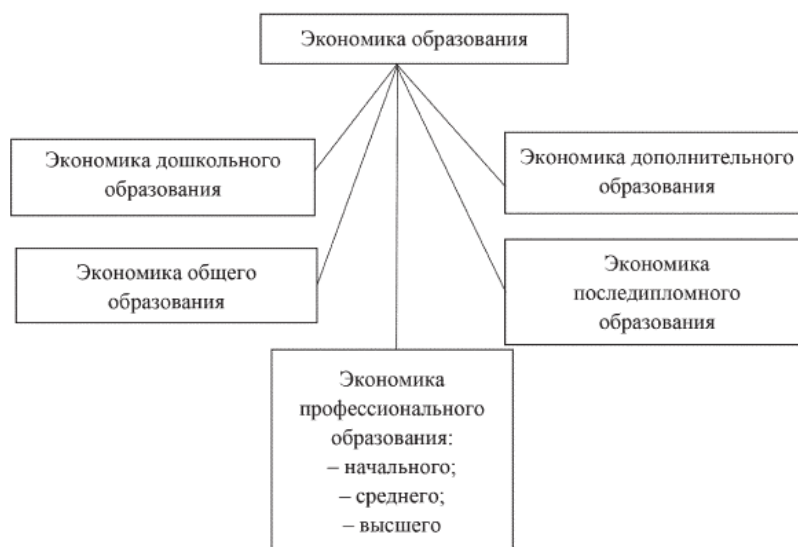 Экономика образования
Экономика дошкольного
образования
Экономика дополнительного
образования
Экономика общего
образования
Экономика
последипломного
образования
Экономика
профессионального
образования:
– начального;
– среднего;
– высшего